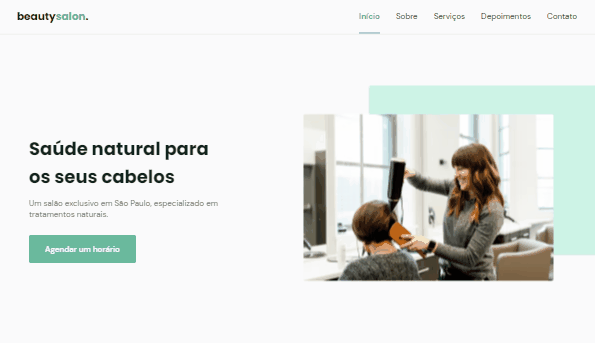 beautysalon.
Início Sobre Serviços Depoimentos Contato
Saúde natural para
os seus cabelos
Um salão exclusivo em São Paulo, especializado em
tratamentos naturais.
Agendar um horário